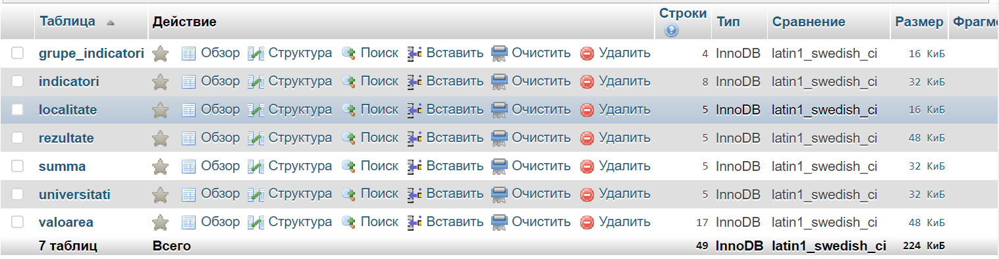 Таблица Действие Строки Тип Сравнение Размер Фрагме
grupe_indicatori Обзор Структура Поиск Вставить Очистить Удалить 4 InnoDB latin1_swedish_ci 16 КиБ
indicatori Обзор Структура Поиск Вставить Очистить Удалить 8 InnoDB latin1_swedish_ci 32 КиБ
localitate Обзор Структура Поиск Вставить Очистить Удалить 5 InnoDB latin1_swedish_ci 16 КиБ
rezultate Обзор Структура Поиск Вставить Очистить Удалить 5 InnoDB latin1_swedish_ci 48 КиБ
summa Обзор Структура Поиск Вставить Очистить Удалить 5 InnoDB latin1_swedish_ci 32 КиБ
universitati Обзор Структура Поиск Вставить Очистить Удалить 5 InnoDB latin1_swedish_ci 32 КиБ
valoarea Обзор Структура Поиск Вставить Очистить Удалить 17 InnoDB latin1_swedish_ci 48 КиБ
7 таблиц Всего 49 InnoDB latin1_swedish_ci 224 КиБ